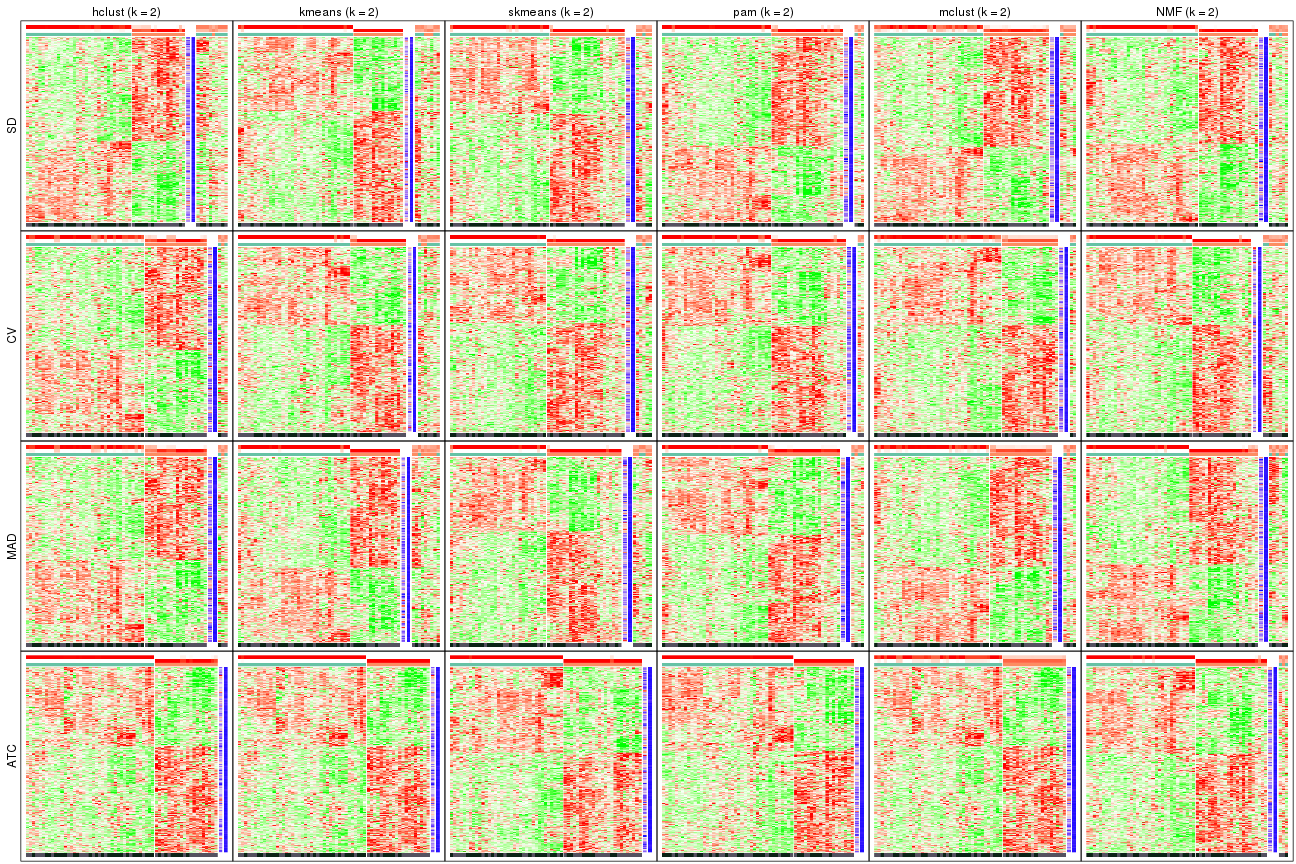 hclust (k = 2) kmeans (k = 2) skmeans (k = 2) pam (k = 2) mclust (k = 2) NMF (k = 2)
SD
CV
MAD
ATC